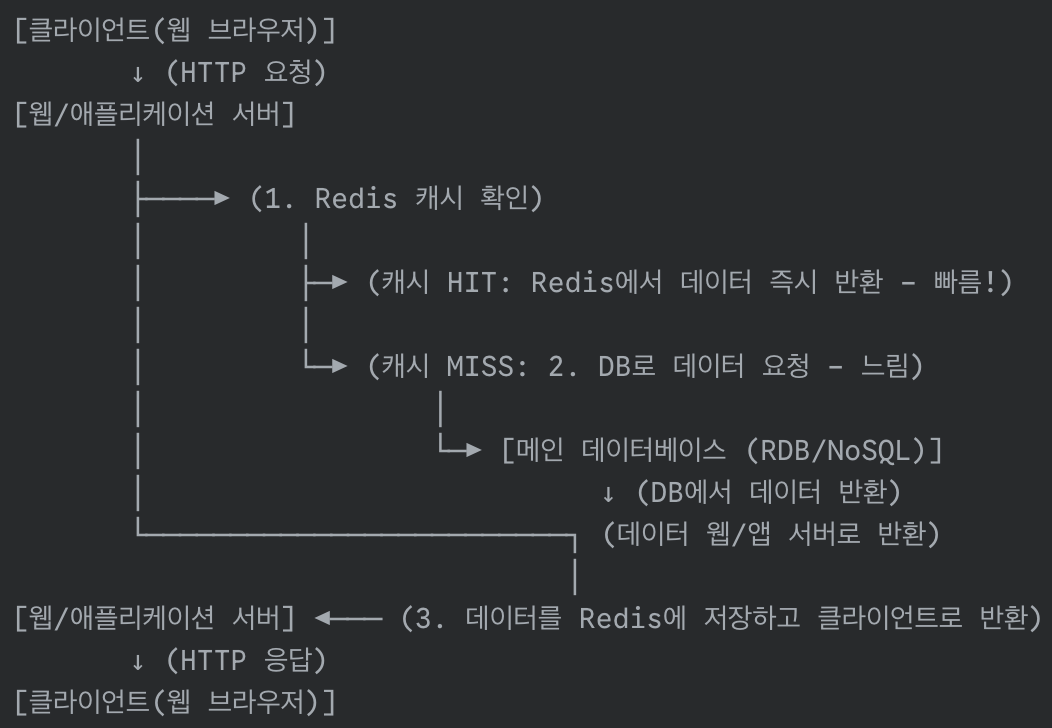 [클라이언트(웹 브라우저)]
↓ (HTTP 요청)
[웹/애플리케이션 서버]
(1. Redis 캐시 확인)
(캐시 HIT: Redis에서 데이터 즉시 반환 - 빠름!)
(캐시 MISS: 2. DB로 데이터 요청 - 느림)
[메인 데이터베이스 (RDB/NoSQL)]
↓ (DB에서 데이터 반환)
(데이터 웹/앱 서버로 반환)
[웹/애플리케이션 서버] ◀── (3. 데이터를 Redis에 저장하고 클라이언트로 반환)
↓ (HTTP 응답)
[클라이언트(웹 브라우저)]